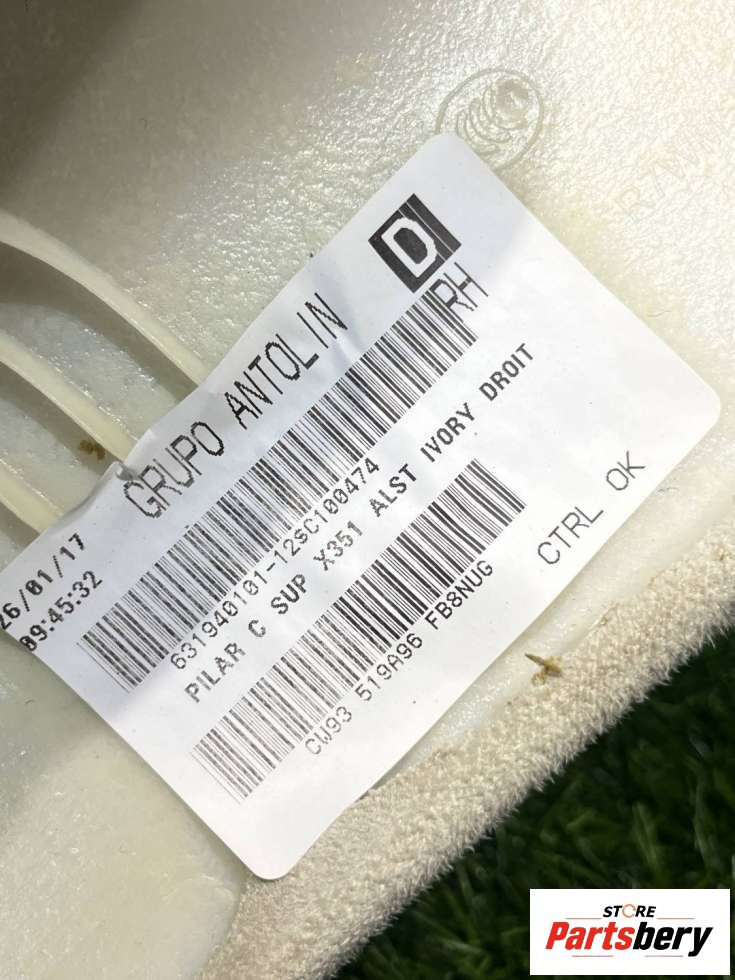 D
RH
GRUPO ANTOLIN
26/01/17
09:45:32
631940101-12SC100474
PILAR C SUP X351 ALST IVORY DROIT
CW93 519A96 FB8NUG
CTRL OK
STORE
Partsbery